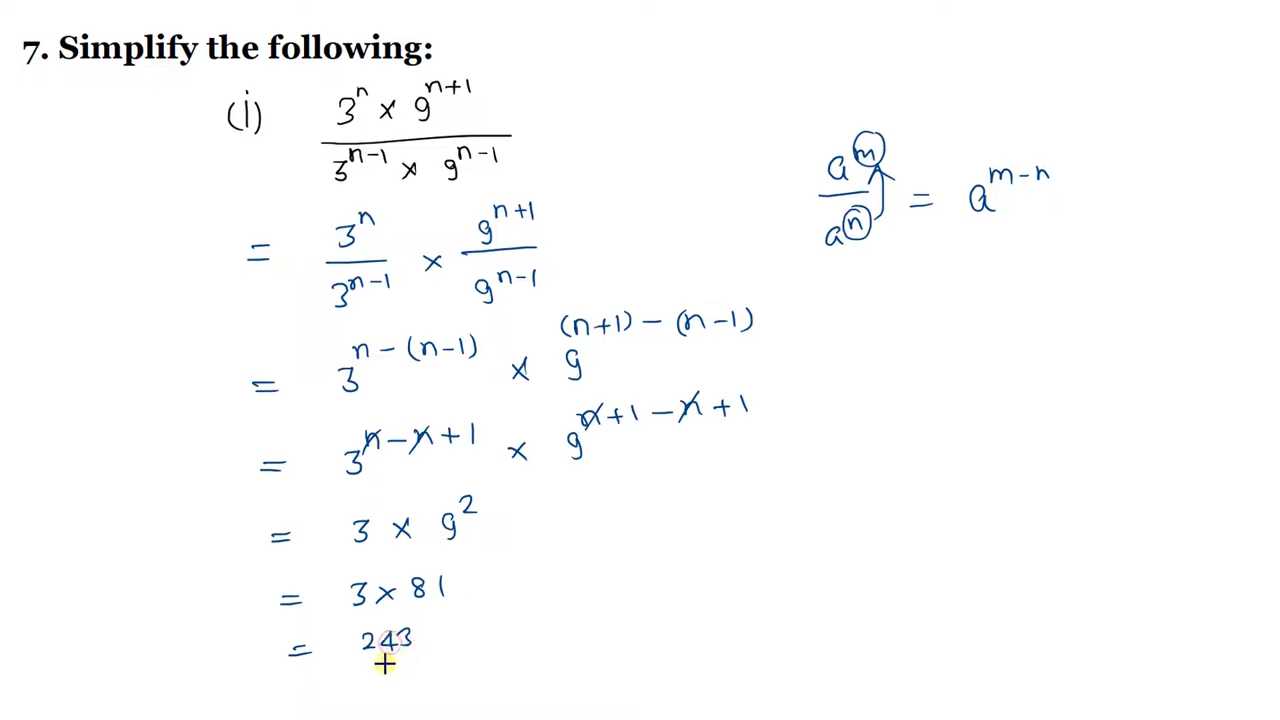 7. Simplify the following:
(i) 3^n × 9^(n+1) / 3^(n-1) × 9^(n-1)
a^m / a^n = a^(m-n)
= 3^n / 3^(n-1) × 9^(n+1) / 9^(n-1)
= 3^(n-(n-1)) × 9^((n+1)-(n-1))
= 3^(n-n+1) × 9^(n+1-n+1)
= 3 × 9^2
= 3 × 81
= 243